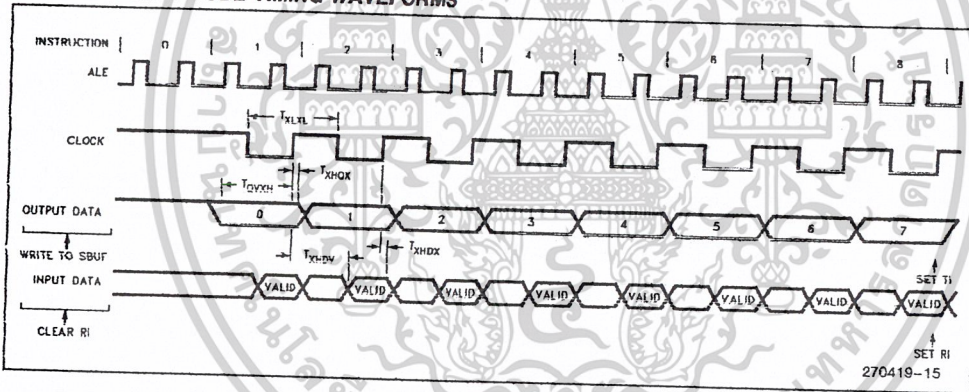 TIMING WAVEFORMS
INSTRUCTION 0 1 2 3 4 5 6 7 8
ALE
CLOCK
TXLXL
TQVXH
TXHQX
OUTPUT DATA
0 1 2 3 4 5 6 7
WRITE TO SBUF
TXHDV
TXHDX
SET TI
INPUT DATA
VALID VALID VALID VALID VALID VALID VALID VALID
CLEAR RI
SET RI
270419-15